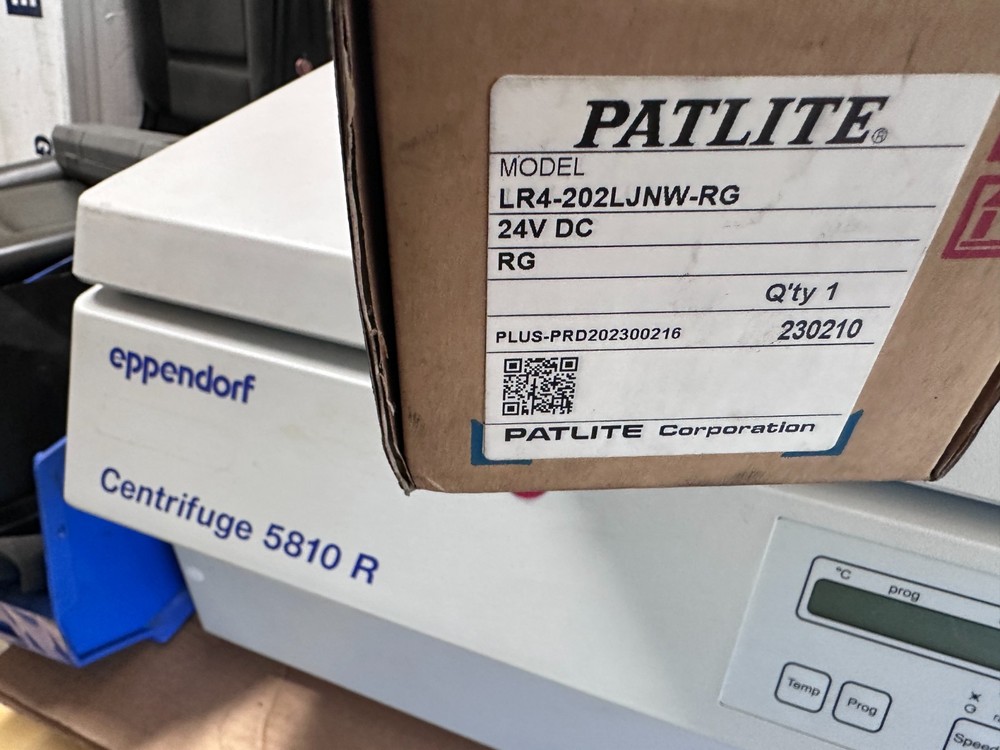 PATLITE®
MODEL
LR4-202LJNW-RG
24V DC
RG
Q'ty 1
PLUS-PRD202300216 230210
PATLITE Corporation
eppendorf
Centrifuge 5810 R
°C prog
Temp
Prog
G